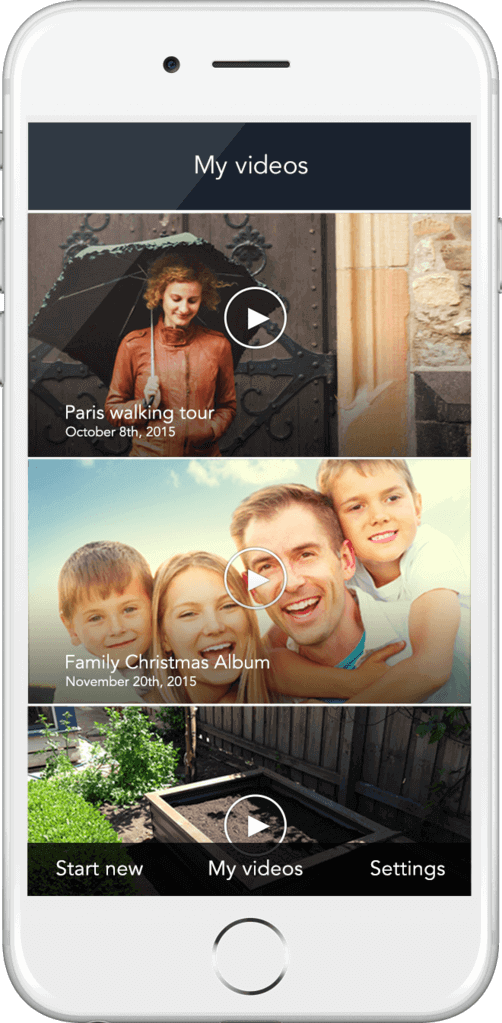 My videos
Paris walking tour
October 8th, 2015
Family Christmas Album
November 20th, 2015
Start new
My videos
Settings